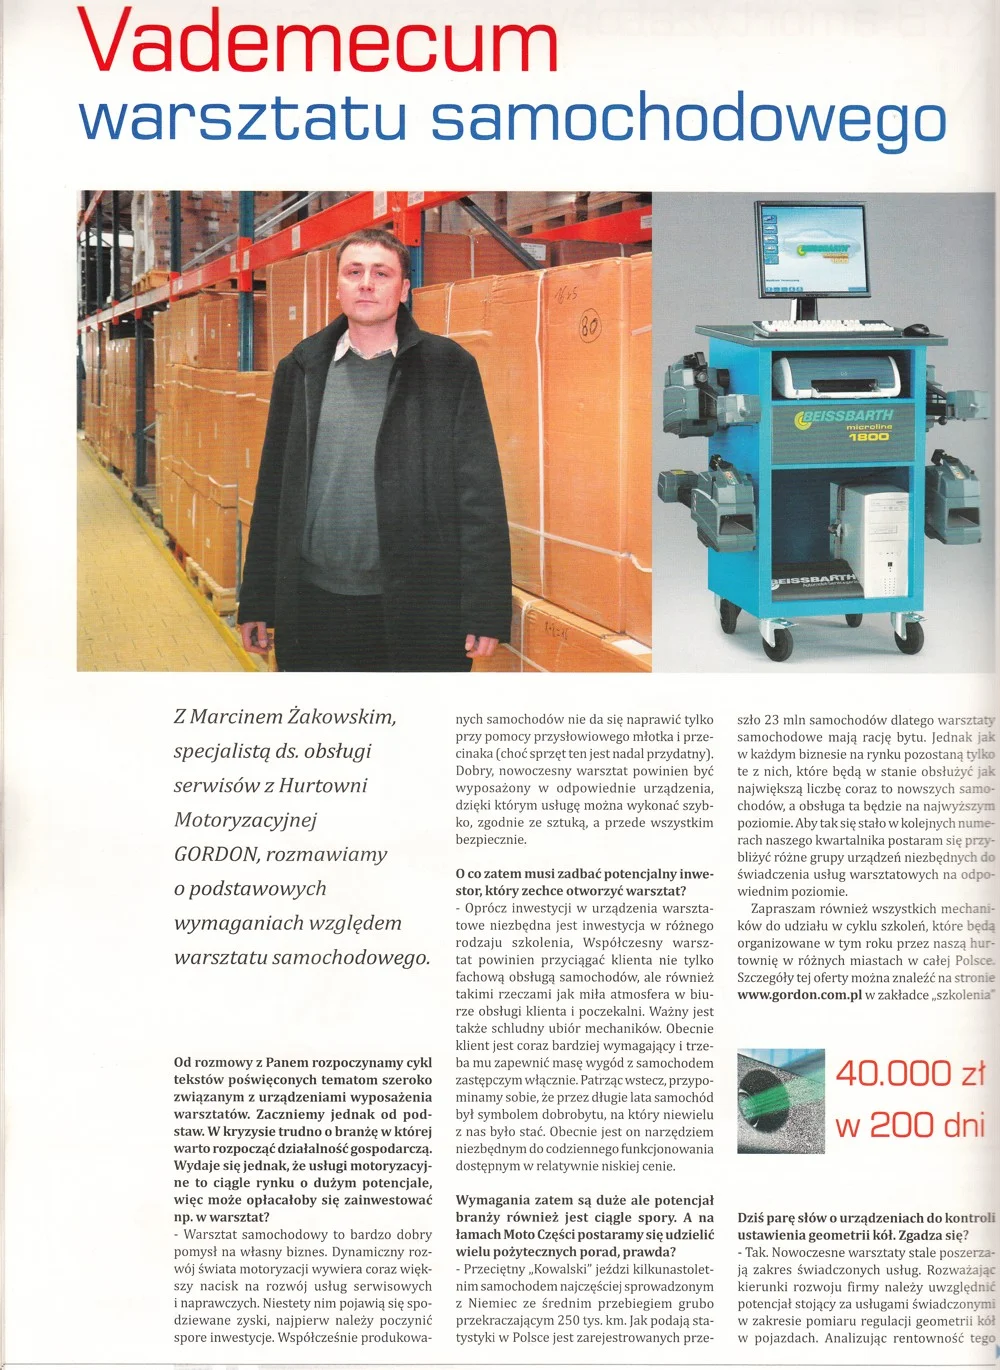 Vademecum
warsztatu samochodowego
1645
80
BEISSBARTH
BEISSBARTH
microline
1800
BEISSBARTH
Z Marcinem Żakowskim,
specjalistą ds. obsługi
serwisów z Hurtowni
Motoryzacyjnej
GORDON, rozmawiamy
o podstawowych
wymaganiach względem
warsztatu samochodowego.
Od rozmowy z Panem rozpoczynamy cykl
tekstów poświęconych tematom szeroko
związanym z urządzeniami wyposażenia
warsztatów. Zaczniemy jednak od pod-
staw. W kryzysie trudno o branżę w której
warto rozpocząć działalność gospodarczą.
Wydaje się jednak, że usługi motoryzacyj-
ne to ciągle rynku o dużym potencjale,
więc może opłacałoby się zainwestować
np. w warsztat?
- Warsztat samochodowy to bardzo dobry
pomysł na własny biznes. Dynamiczny roz-
wój świata motoryzacji wywiera coraz więk-
szy nacisk na rozwój usług serwisowych
i naprawczych. Niestety nim pojawią się spo-
dziewane zyski, najpierw należy poczynić
spore inwestycje. Współcześnie produkowa-
nych samochodów nie da się naprawić tylko
przy pomocy przysłowiowego młotka i prze-
cinaka (choć sprzęt ten jest nadal przydatny).
Dobry, nowoczesny warsztat powinien być
wyposażony w odpowiednie urządzenia,
dzięki którym usługę można wykonać szyb-
ko, zgodnie ze sztuką, a przede wszystkim
bezpiecznie.
O co zatem musi zadbać potencjalny inwe-
stor, który zechce otworzyć warsztat?
- Oprócz inwestycji w urządzenia warszta-
towe niezbędna jest inwestycja w różnego
rodzaju szkolenia, Współczesny warsz-
tat powinien przyciągać klienta nie tylko
fachową obsługą samochodów, ale również
takimi rzeczami jak miła atmosfera w biu-
rze obsługi klienta i poczekalni. Ważny jest
także schludny ubiór mechaników. Obecnie
klient jest coraz bardziej wymagający i trze-
ba mu zapewnić masę wygód z samochodem
zastępczym włącznie. Patrząc wstecz, przypo-
minamy sobie, że przez długie lata samochód
był symbolem dobrobytu, na który niewielu
z nas było stać. Obecnie jest on narzędziem
niezbędnym do codziennego funkcjonowania
dostępnym w relatywnie niskiej cenie.
Wymagania zatem są duże ale potencjał
branży również jest ciągle spory. A na
łamach Moto Części postaramy się udzielić
wielu pożytecznych porad, prawda?
- Przeciętny „Kowalski” jeździ kilkunastolet-
nim samochodem najczęściej sprowadzonym
z Niemiec ze średnim przebiegiem grubo
przekraczającym 250 tys. km. Jak podają sta-
tystyki w Polsce jest zarejestrowanych prze-
szło 23 mln samochodów dlatego warsztaty
samochodowe mają rację bytu. Jednak jak
w każdym biznesie na rynku pozostaną tylko
te z nich, które będą w stanie obsłużyć jak
największą liczbę coraz to nowszych samo-
chodów, a obsługa ta będzie na najwyższym
poziomie. Aby tak się stało w kolejnych nume-
rach naszego kwartalnika postaram się przy-
bliżyć różne grupy urządzeń niezbędnych do
świadczenia usług warsztatowych na odpo-
wiednim poziomie.
Zapraszam również wszystkich mechani-
ków do udziału w cyklu szkoleń, które będą
organizowane w tym roku przez naszą hur-
townię w różnych miastach w całej Polsce.
Szczegóły tej oferty można znaleźć na stronie
www.gordon.com.pl w zakładce „szkolenia”
40.000 zł
w 200 dni
Dziś parę słów o urządzeniach do kontroli
ustawienia geometrii kół. Zgadza się?
- Tak. Nowoczesne warsztaty stale poszerza-
ją zakres świadczonych usług. Rozważając
kierunki rozwoju firmy należy uwzględnić
potencjał stojący za usługami świadczonymi
w zakresie pomiaru regulacji geometrii kół
w pojazdach. Analizując rentowność tego